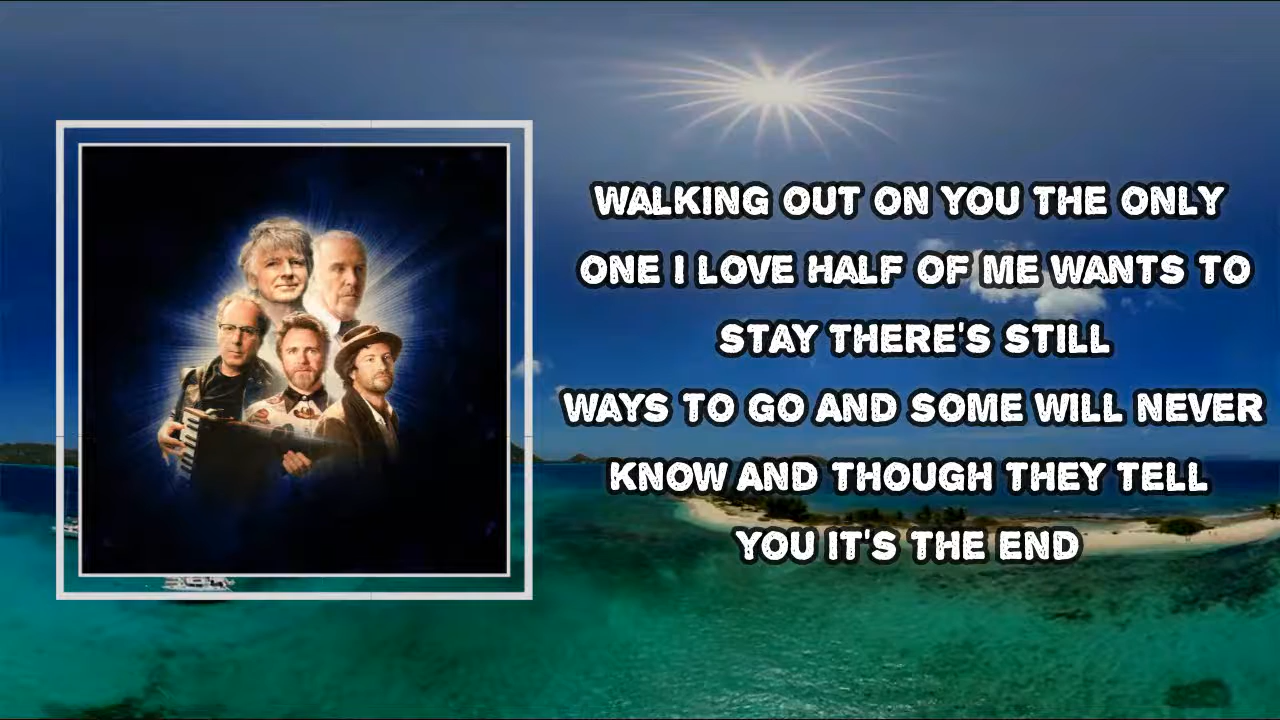 WALKING OUT ON YOU THE ONLY
ONE I LOVE HALF OF ME WANTS TO
STAY THERE'S STILL
WAYS TO GO AND SOME WILL NEVER
KNOW AND THOUGH THEY TELL
YOU IT'S THE END